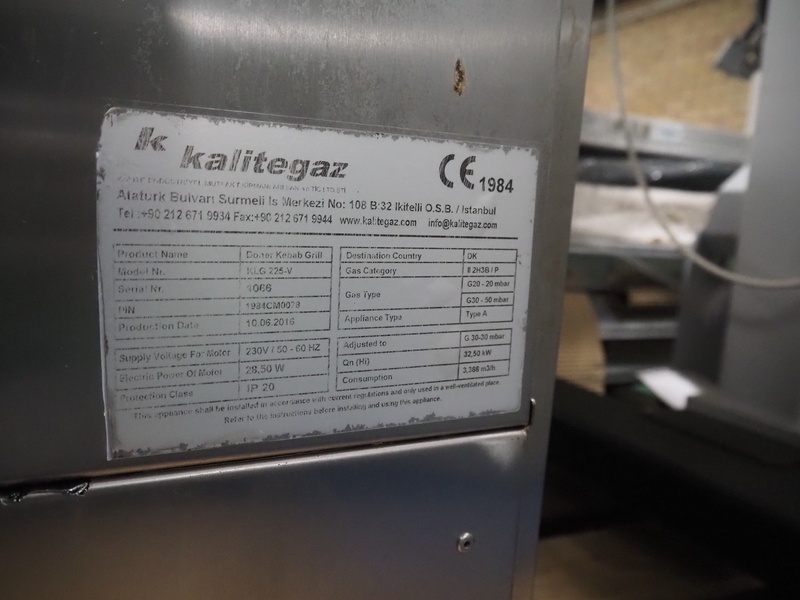 k kalitegaz
CE 1984
Ataturk Bulvarı Surmeli Is Merkezi No: 108 B:32 Ikitelli O.S.B. / Istanbul
Tel :+90 212 671 9934 Fax:+90 212 671 9944 www.kalitegaz.com info@kalitegaz.com
Product Name Doner Kebab Grill
Model Nr. KLG 225-V
Serial Nr. 1066
PIN 1984CM0079
Production Date 10.06.2016
Supply Voltage For Motor 230V / 50 - 60 HZ
Electric Power Of Motor 28,50 W
Protection Class IP 20
Destination Country DK
Gas Category II 2H3B / P
Gas Type G20 - 20 mbar
G30 - 50 mbar
Appliance Type Type A
Adjusted to G 30-30 mbar
Qn (Hi) 32,50 kW
Consumption 3,388 m3/h
This appliance shall be installed in accordance with current regulations and only used in a well-ventilated place.
Refer to the instructions before installing and using this appliance.